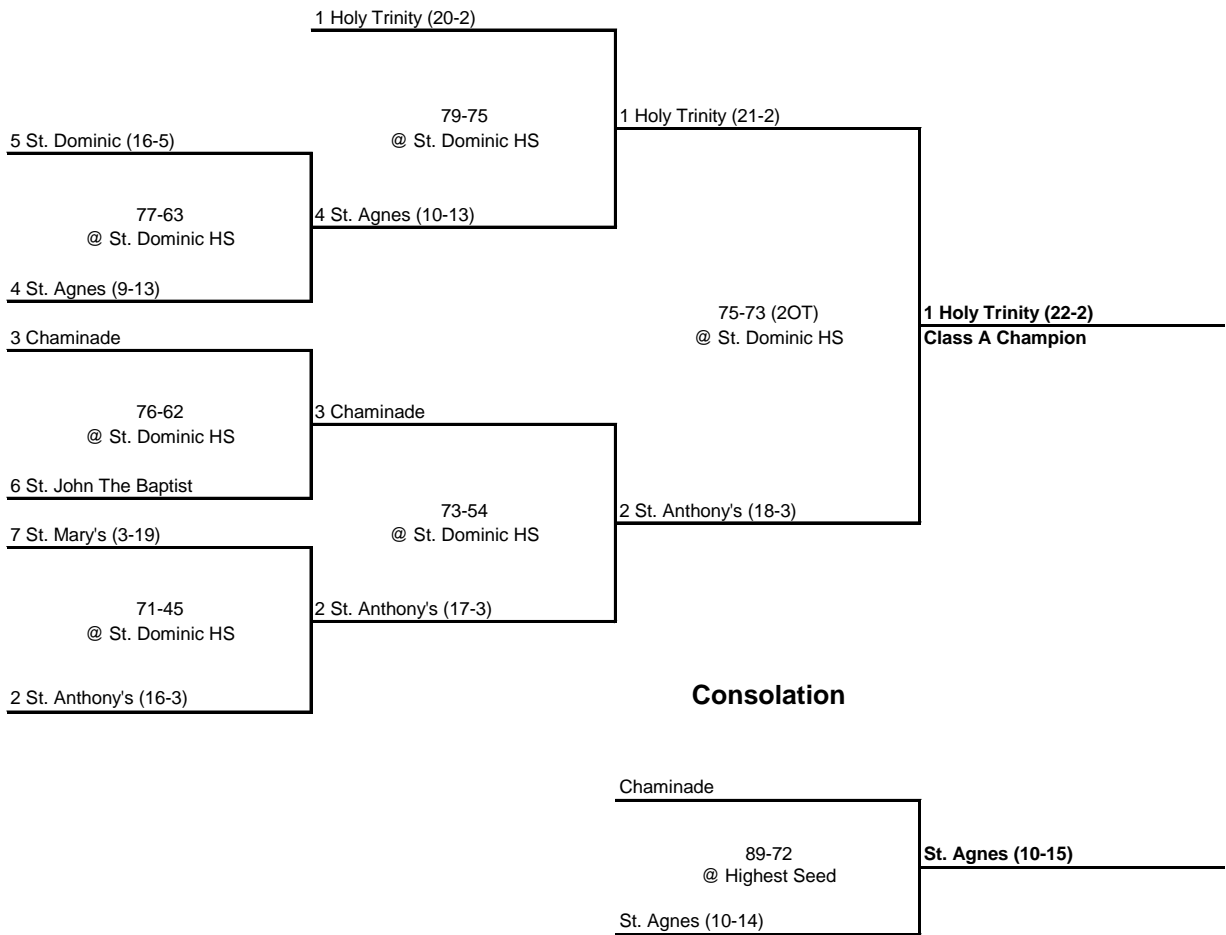 1 Holy Trinity (20-2)
79-75
@ St. Dominic HS
1 Holy Trinity (21-2)
5 St. Dominic (16-5)
77-63
@ St. Dominic HS
4 St. Agnes (10-13)
4 St. Agnes (9-13)
75-73 (2OT)
@ St. Dominic HS
1 Holy Trinity (22-2)
Class A Champion
3 Chaminade
76-62
@ St. Dominic HS
3 Chaminade
6 St. John The Baptist
73-54
@ St. Dominic HS
2 St. Anthony's (18-3)
7 St. Mary's (3-19)
71-45
@ St. Dominic HS
2 St. Anthony's (17-3)
2 St. Anthony's (16-3)
Consolation
Chaminade
89-72
@ Highest Seed
St. Agnes (10-15)
St. Agnes (10-14)